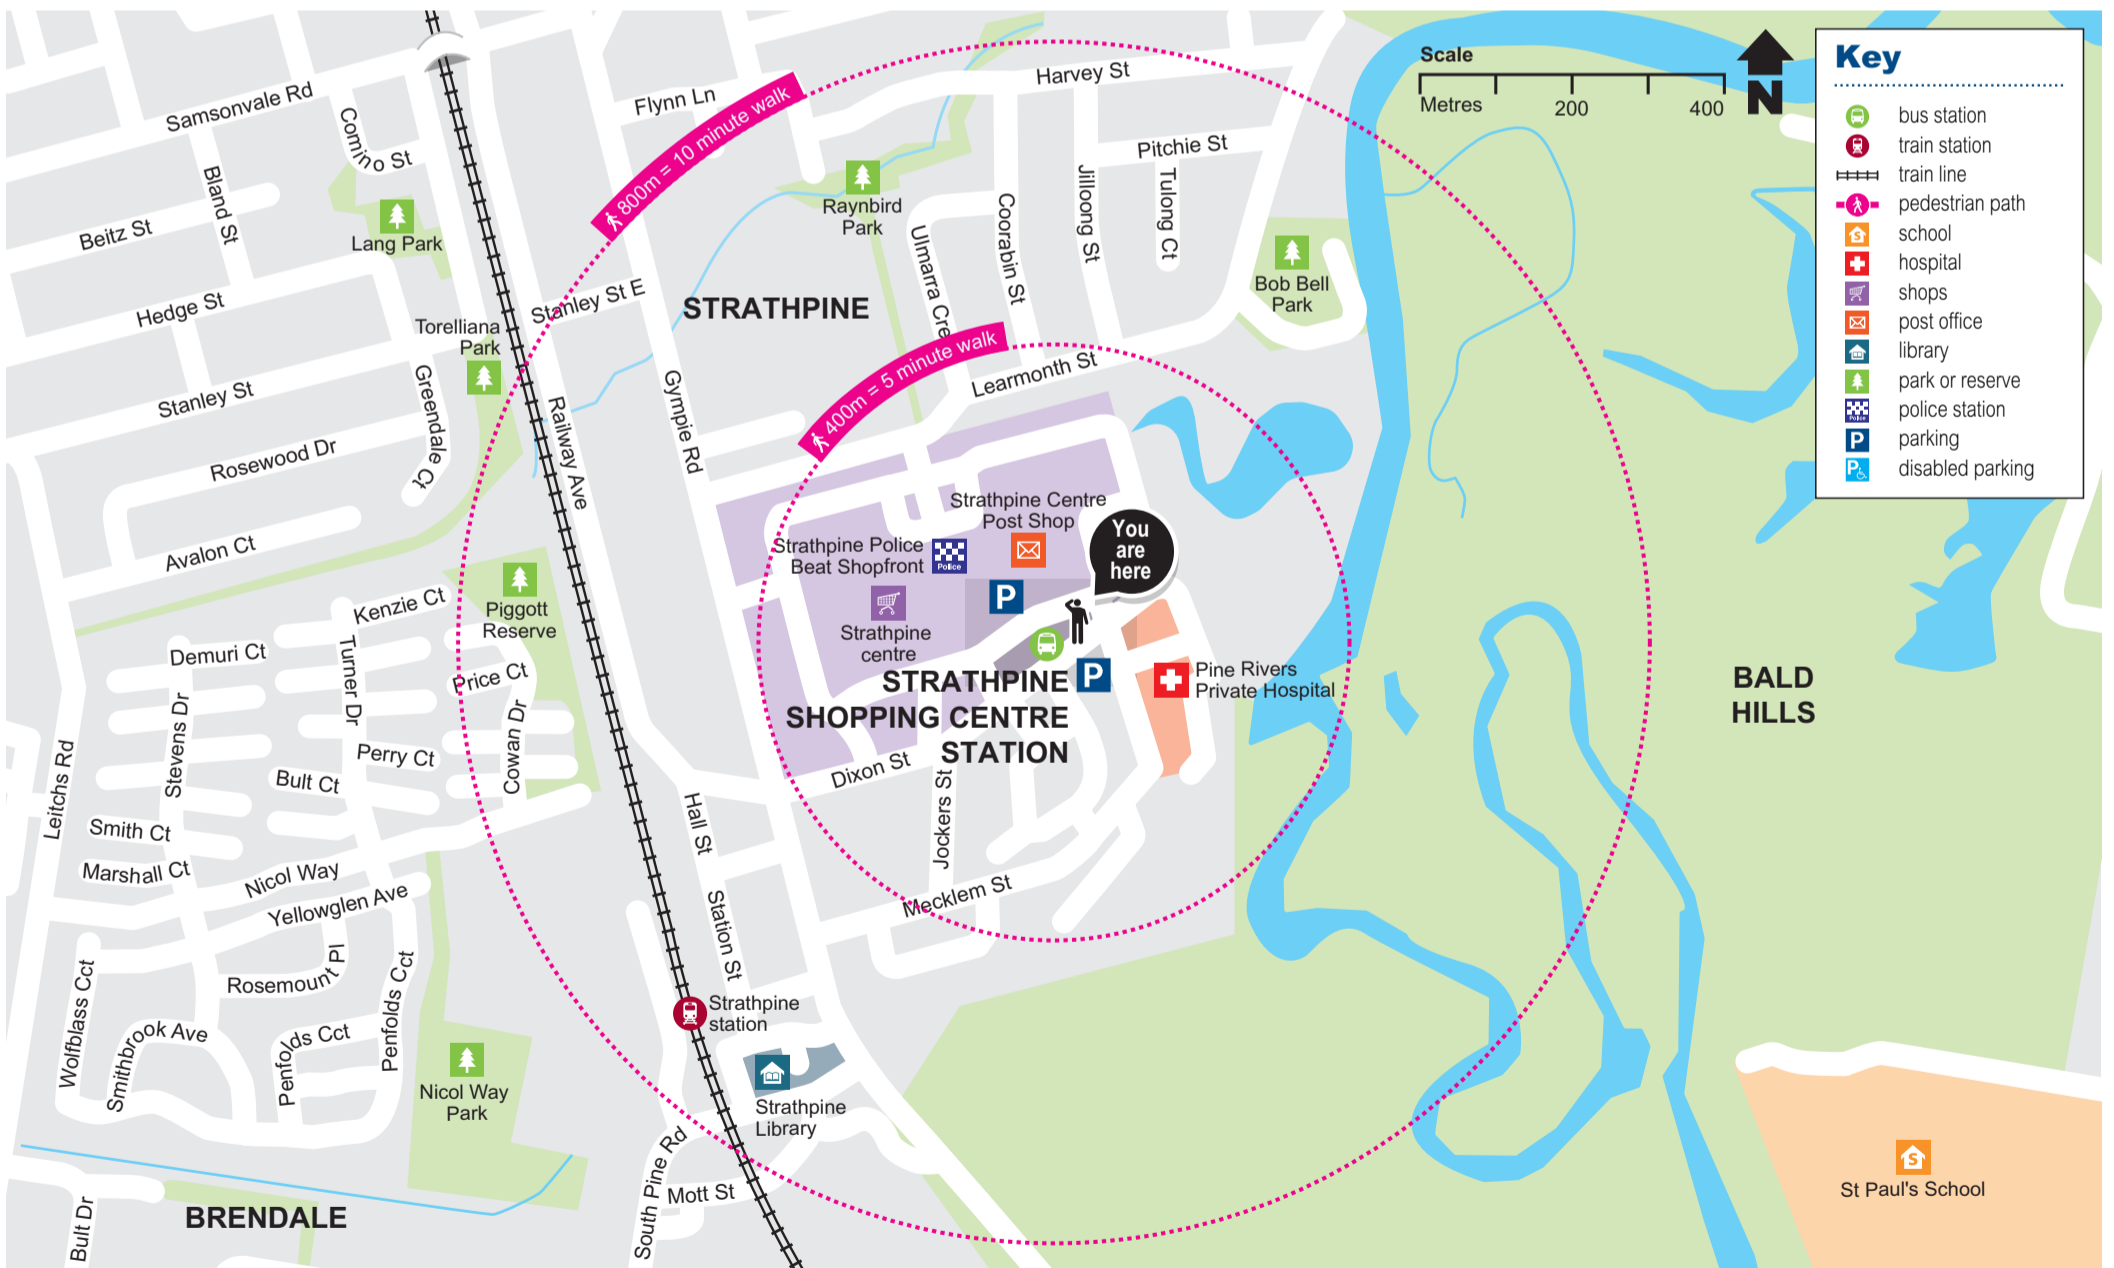 Samsonvale Rd
Comino St
Bland St
Beitz St
Lang Park
Hedge St
Torelliana
Park
Stanley St
Stanley St E
Greendale Ct
Rosewood Dr
Avalon Ct
Railway Ave
Gympie Rd
Flynn Ln
800m = 10 minute walk
Harvey St
Pitchie St
Raynbird
Park
Ulmarra Cre
Coorabin St
Jilloong St
Tulong Ct
Bob Bell
Park
STRATHPINE
400m = 5 minute walk
Learmonth St
Scale
Metres
200
400
N
Key
bus station
train station
train line
pedestrian path
S
school
hospital
shops
post office
library
park or reserve
Police
police station
P
parking
P
disabled parking
Strathpine Centre
Post Shop
You
are
here
Strathpine Police
Beat Shopfront
Police
P
Strathpine
centre
P
STRATHPINE
SHOPPING CENTRE
STATION
Pine Rivers
Private Hospital
BALD
HILLS
Piggott
Reserve
Kenzie Ct
Demuri Ct
Turner Dr
Price Ct
Stevens Dr
Cowan Dr
Perry Ct
Bult Ct
Leitchs Rd
Smith Ct
Marshall Ct
Nicol Way
Yellowglen Ave
Dixon St
Jockers St
Hall St
Mecklem St
Station St
Rosemount Pl
Wolfblass Cct
Smithbrook Ave
Penfolds Cct
Penfolds Cct
Nicol Way
Park
Strathpine
station
Strathpine
Library
South Pine Rd
Mott St
Bult Dr
BRENDALE
S
St Paul's School